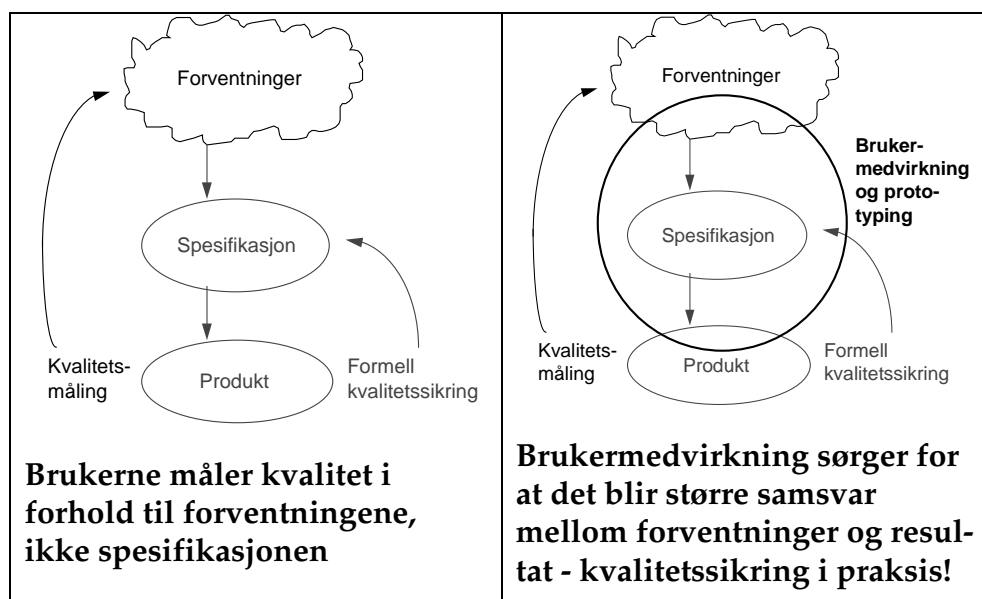 Forventninger
Spesifikasjon
Kvalitets-
måling
Produkt
Formell
kvalitetssikring
Brukerne måler kvalitet i
forhold til forventningene,
ikke spesifikasjonen
Forventninger
Bruker-
medvirkning
og proto-
typing
Spesifikasjon
Kvalitets-
måling
Produkt
Formell
kvalitetssikring
Brukermedvirkning sørger for
at det blir større samsvar
mellom forventninger og resul-
tat - kvalitetssikring i praksis!